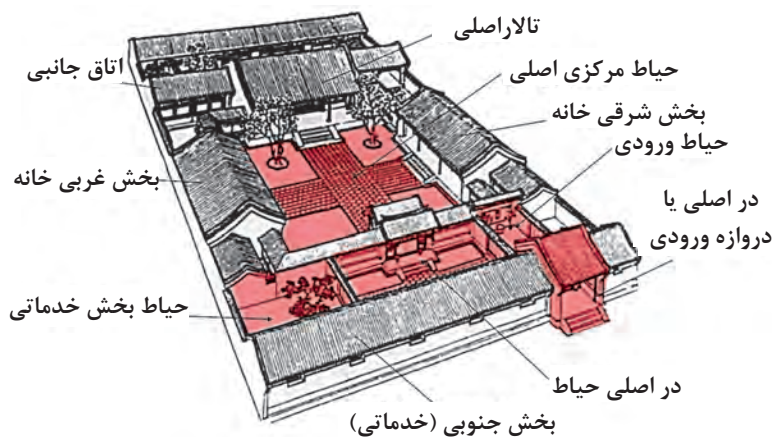 تالاراصلی
حیاط مرکزی اصلی
اتاق جانبی
بخش شرقی خانه
حیاط ورودی
بخش غربی خانه
در اصلی یا
دروازه ورودی
حیاط بخش خدماتی
در اصلی حیاط
بخش جنوبی (خدماتی)